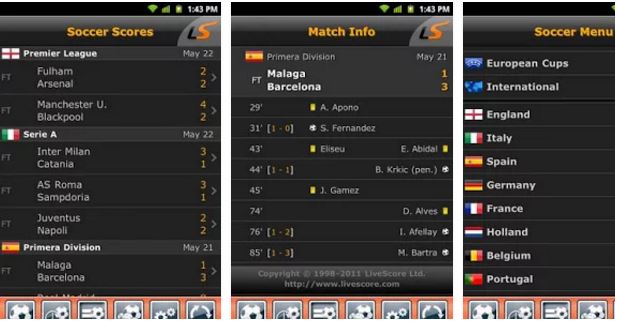 1:43 PM
Soccer Scores
LS
Premier League May 22
FT Fulham 2
Arsenal 2
FT Manchester U. 4
Blackpool 2
Serie A May 22
FT Inter Milan 3
Catania 1
FT AS Roma 3
Sampdoria 1
FT Juventus 2
Napoli 2
Primera Division May 21
FT Malaga 1
Barcelona 3
1:43 PM
Match Info
LS
Primera Division May 21
FT Malaga 1
Barcelona 3
29' A. Apono
31' [1 - 0] S. Fernandez
43' Eliseu E. Abidal
44' [1 - 1] B. Krkic (pen.)
45' J. Gamez
74' D. Alves
76' [1 - 2] I. Afellay
85' [1 - 3] M. Bartra
Copyright © 1998-2011 LiveScore Ltd.
http://www.livescore.com
Soccer Menu
European Cups
International
England
Italy
Spain
Germany
France
Holland
Belgium
Portugal